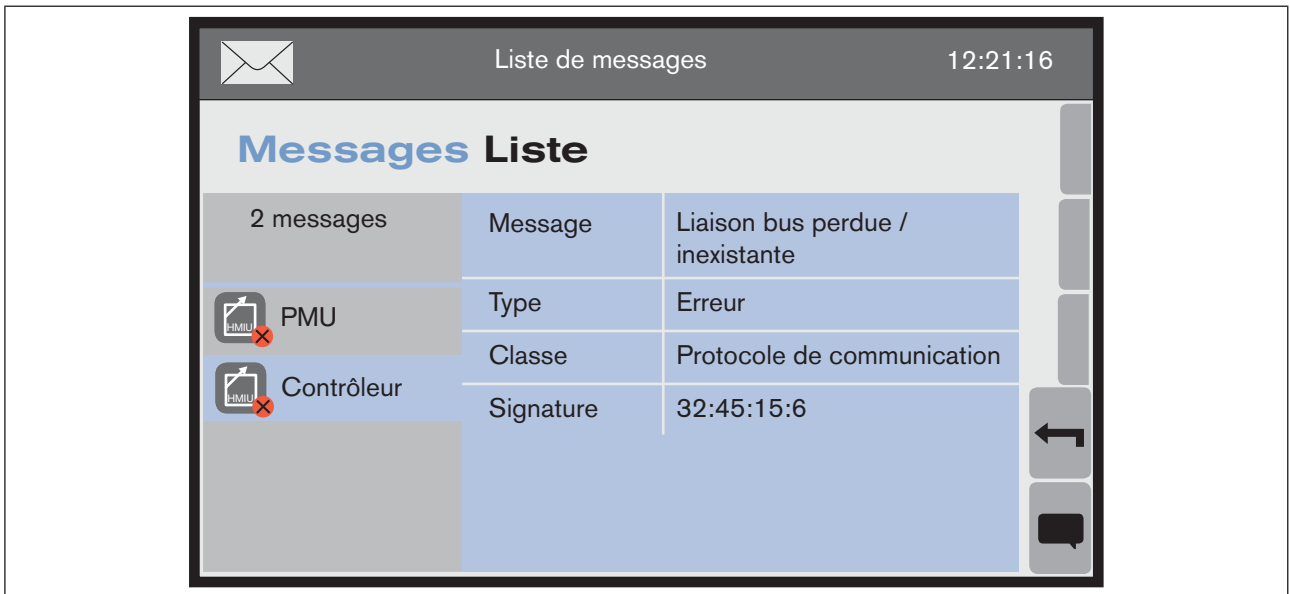 Liste de messages 12:21:16
Messages Liste
2 messages
Message Liaison bus perdue /
inexistante
Type Erreur
HMIU PMU
Classe Protocole de communication
HMIU Contrôleur
Signature 32:45:15:6